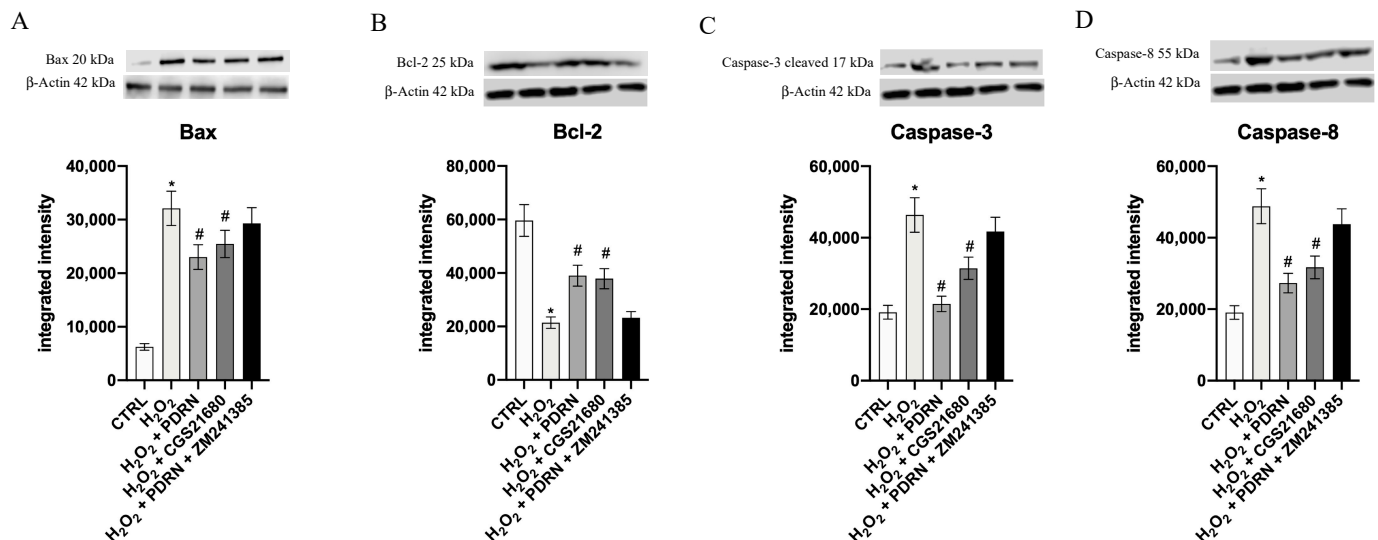 A
Bax 20 kDa
β-Actin 42 kDa
Bax
integrated intensity
40,000
30,000
20,000
10,000
0
*
#
#
CTRL
H₂O₂
H₂O₂ + PDRN
H₂O₂ + CGS21680
H₂O₂ + PDRN + ZM241385
B
Bcl-2 25 kDa
β-Actin 42 kDa
Bcl-2
integrated intensity
80,000
60,000
40,000
20,000
0
*
#
#
CTRL
H₂O₂
H₂O₂ + PDRN
H₂O₂ + CGS21680
H₂O₂ + PDRN + ZM241385
C
Caspase-3 cleaved 17 kDa
β-Actin 42 kDa
Caspase-3
integrated intensity
60,000
40,000
20,000
0
*
#
#
CTRL
H₂O₂
H₂O₂ + PDRN
H₂O₂ + CGS21680
H₂O₂ + PDRN + ZM241385
D
Caspase-8 55 kDa
β-Actin 42 kDa
Caspase-8
integrated intensity
60,000
40,000
20,000
0
*
#
#
CTRL
H₂O₂
H₂O₂ + PDRN
H₂O₂ + CGS21680
H₂O₂ + PDRN + ZM241385